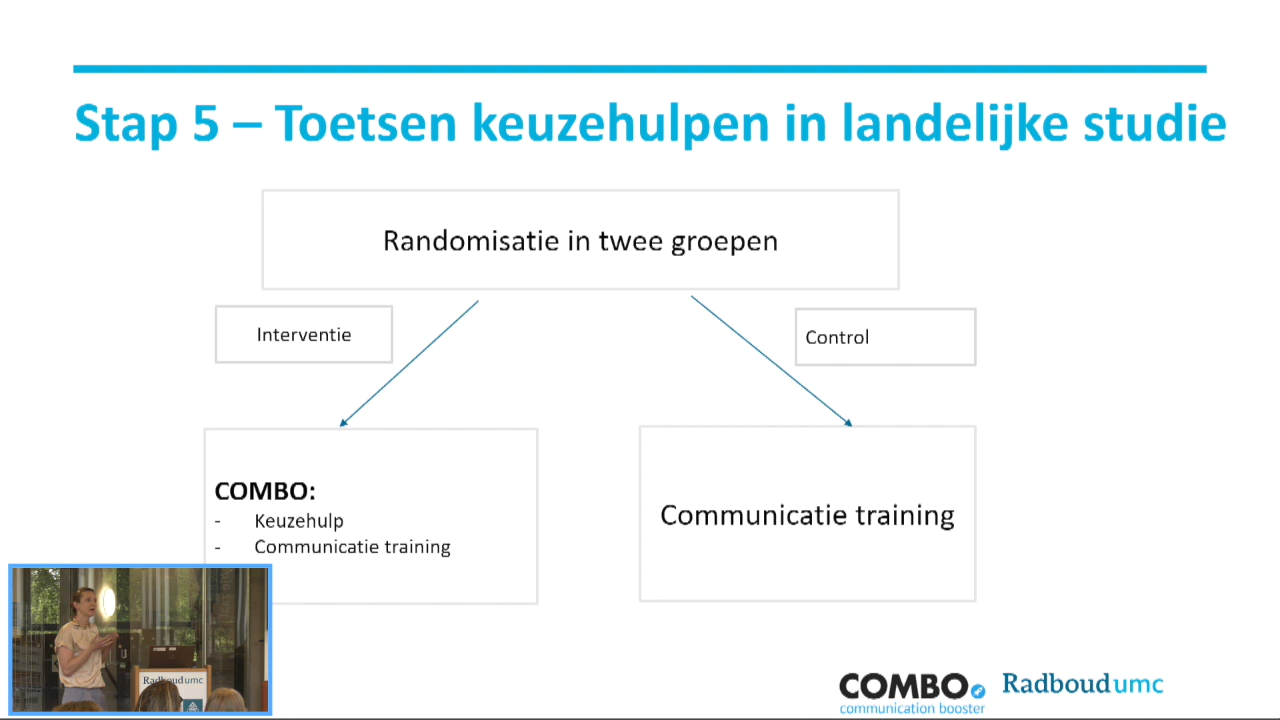 Stap 5 – Toetsen keuzehulpen in landelijke studie
Randomisatie in twee groepen
Interventie
Control
COMBO:
- Keuzehulp
- Communicatie training
Communicatie training
Radboudumc
COMBO.
communication booster
Radboudumc